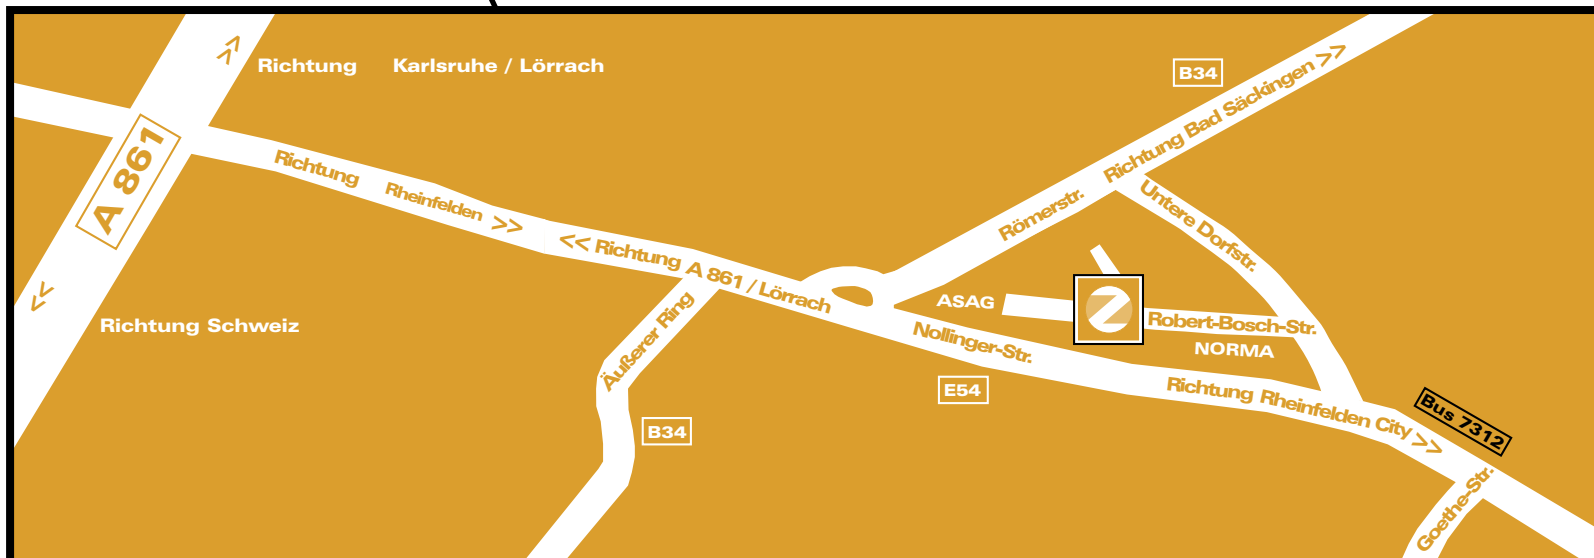 Richtung Karlsruhe / Lörrach
B34
Richtung Bad Säckingen >>
A 861
>>
Richtung Rheinfelden >>
Römerstr.
Untere Dorfstr.
<< Richtung A 861 / Lörrach
<<
Richtung Schweiz
Äußerer Ring
ASAG
Z
Robert-Bosch-Str.
NORMA
Nollinger-Str.
E54
Richtung Rheinfelden City >>
Bus 7312
B34
Goethe-Str.